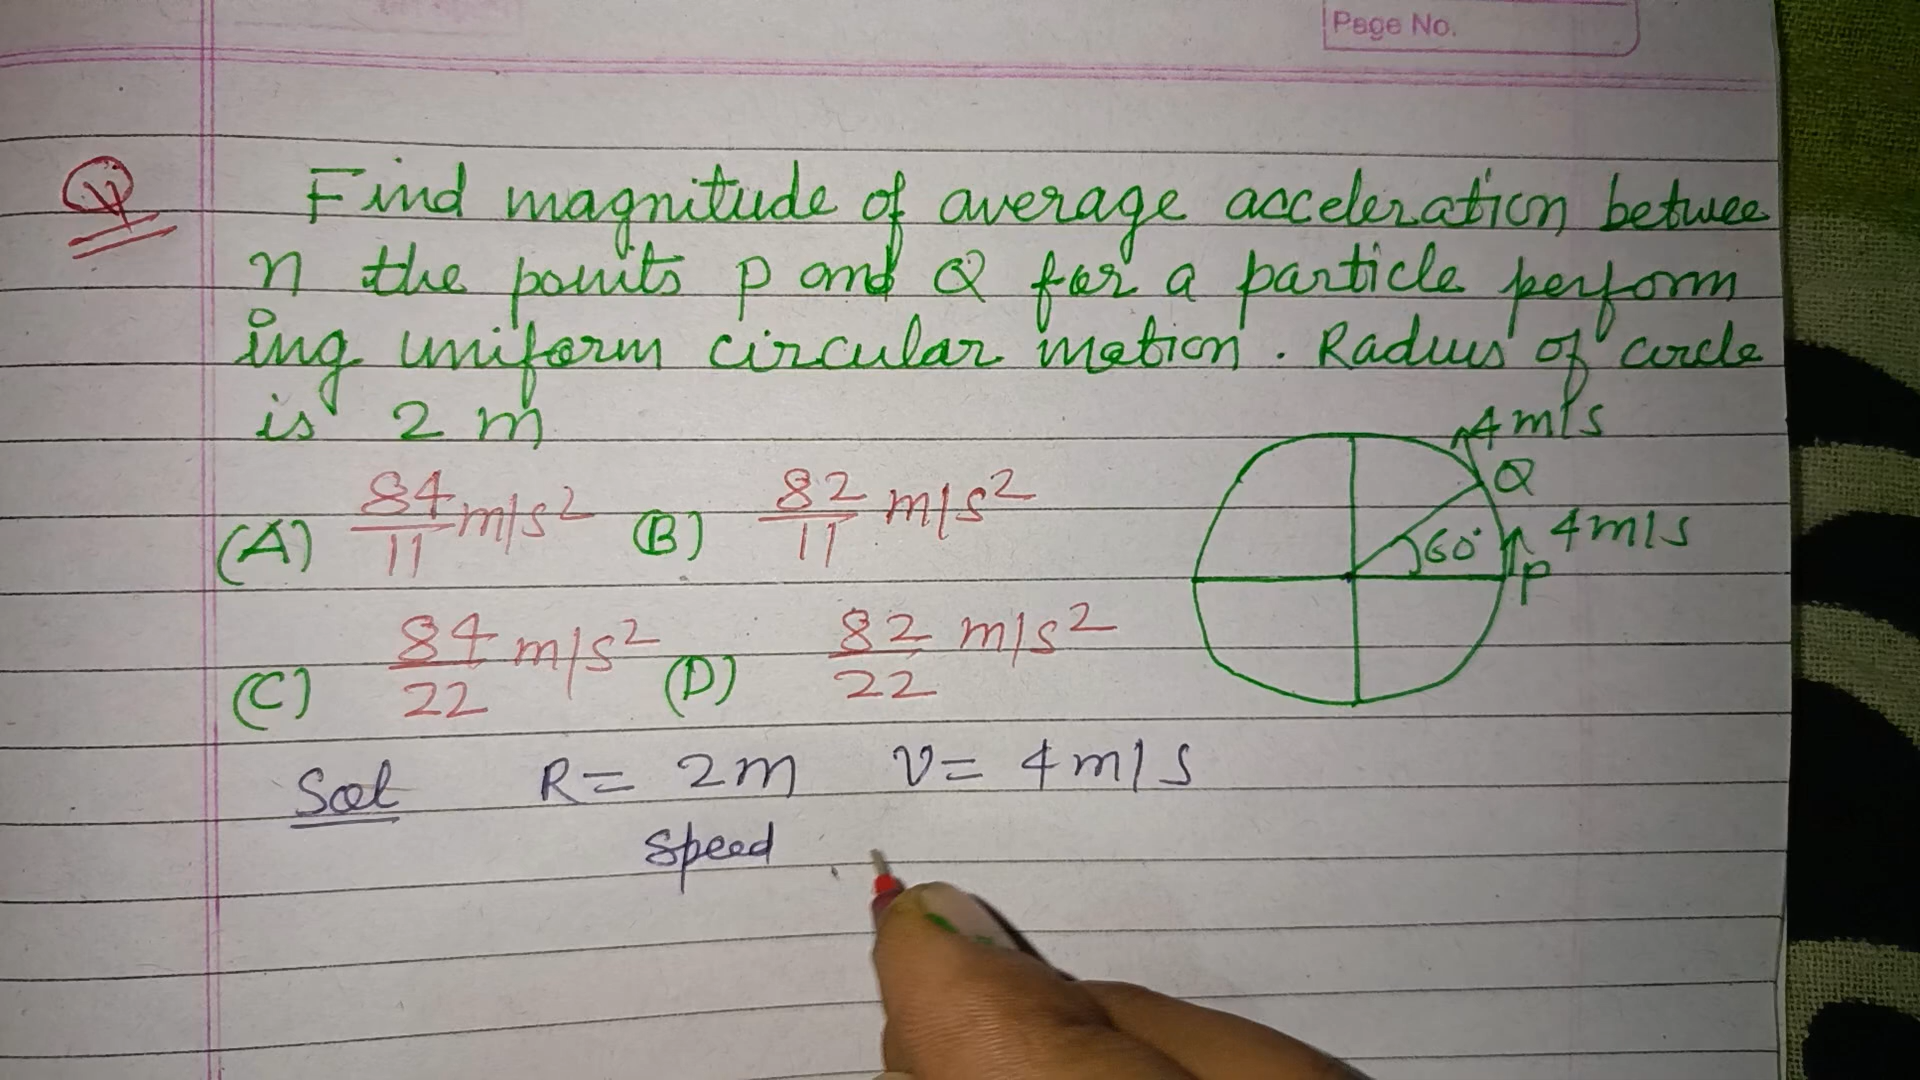 Page No.
Q Find magnitude of average acceleration betwee
n the points P and Q for a particle perform
ing uniform circular motion. Radius of circle
is 2 m
4 m/s
Q
(A) 84/11 m/s² (B) 82/11 m/s²
60° 4 m/s
P
(C) 84/22 m/s² (D) 82/22 m/s²
Sol R = 2m v = 4 m/s
Speed